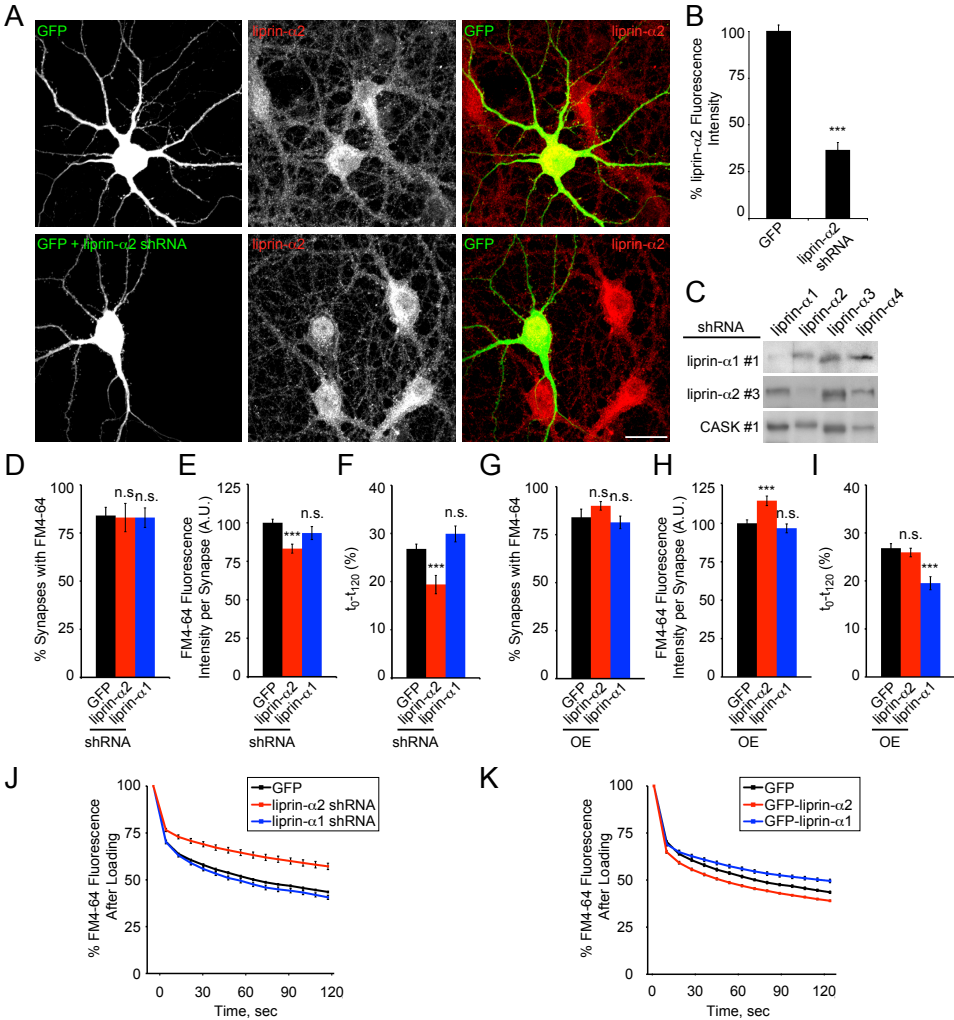 A
GFP
liprin-α2
GFP
liprin-α2
GFP + liprin-α2 shRNA
liprin-α2
GFP
liprin-α2
B
% liprin-α2 Fluorescence
Intensity
100
75
50
25
0
***
GFP
liprin-α2
shRNA
C
shRNA
liprin-α1
liprin-α2
liprin-α3
liprin-α4
liprin-α1 #1
liprin-α2 #3
CASK #1
D
% Synapses with FM4-64
100
75
50
25
0
n.s
n.s.
GFP
liprin-α2
liprin-α1
shRNA
E
FM4-64 Fluorescence
Intensity per Synapse (A.U.)
125
100
75
50
25
0
***
n.s.
GFP
liprin-α2
liprin-α1
shRNA
F
t0-t120 (%)
40
30
20
10
0
***
n.s.
GFP
liprin-α2
liprin-α1
shRNA
G
% Synapses with FM4-64
100
75
50
25
0
n.s.
n.s.
GFP
liprin-α2
liprin-α1
OE
H
FM4-64 Fluorescence
Intensity per Synapse (A.U.)
125
100
75
50
25
0
***
n.s.
GFP
liprin-α2
liprin-α1
OE
I
t0-t120 (%)
40
30
20
10
0
n.s.
***
GFP
liprin-α2
liprin-α1
OE
J
% FM4-64 Fluorescence
After Loading
100
75
50
25
0
GFP
liprin-α2 shRNA
liprin-α1 shRNA
0 30 60 90 120
Time, sec
K
% FM4-64 Fluorescence
After Loading
100
75
50
25
0
GFP
GFP-liprin-α2
GFP-liprin-α1
0 30 60 90 120
Time, sec